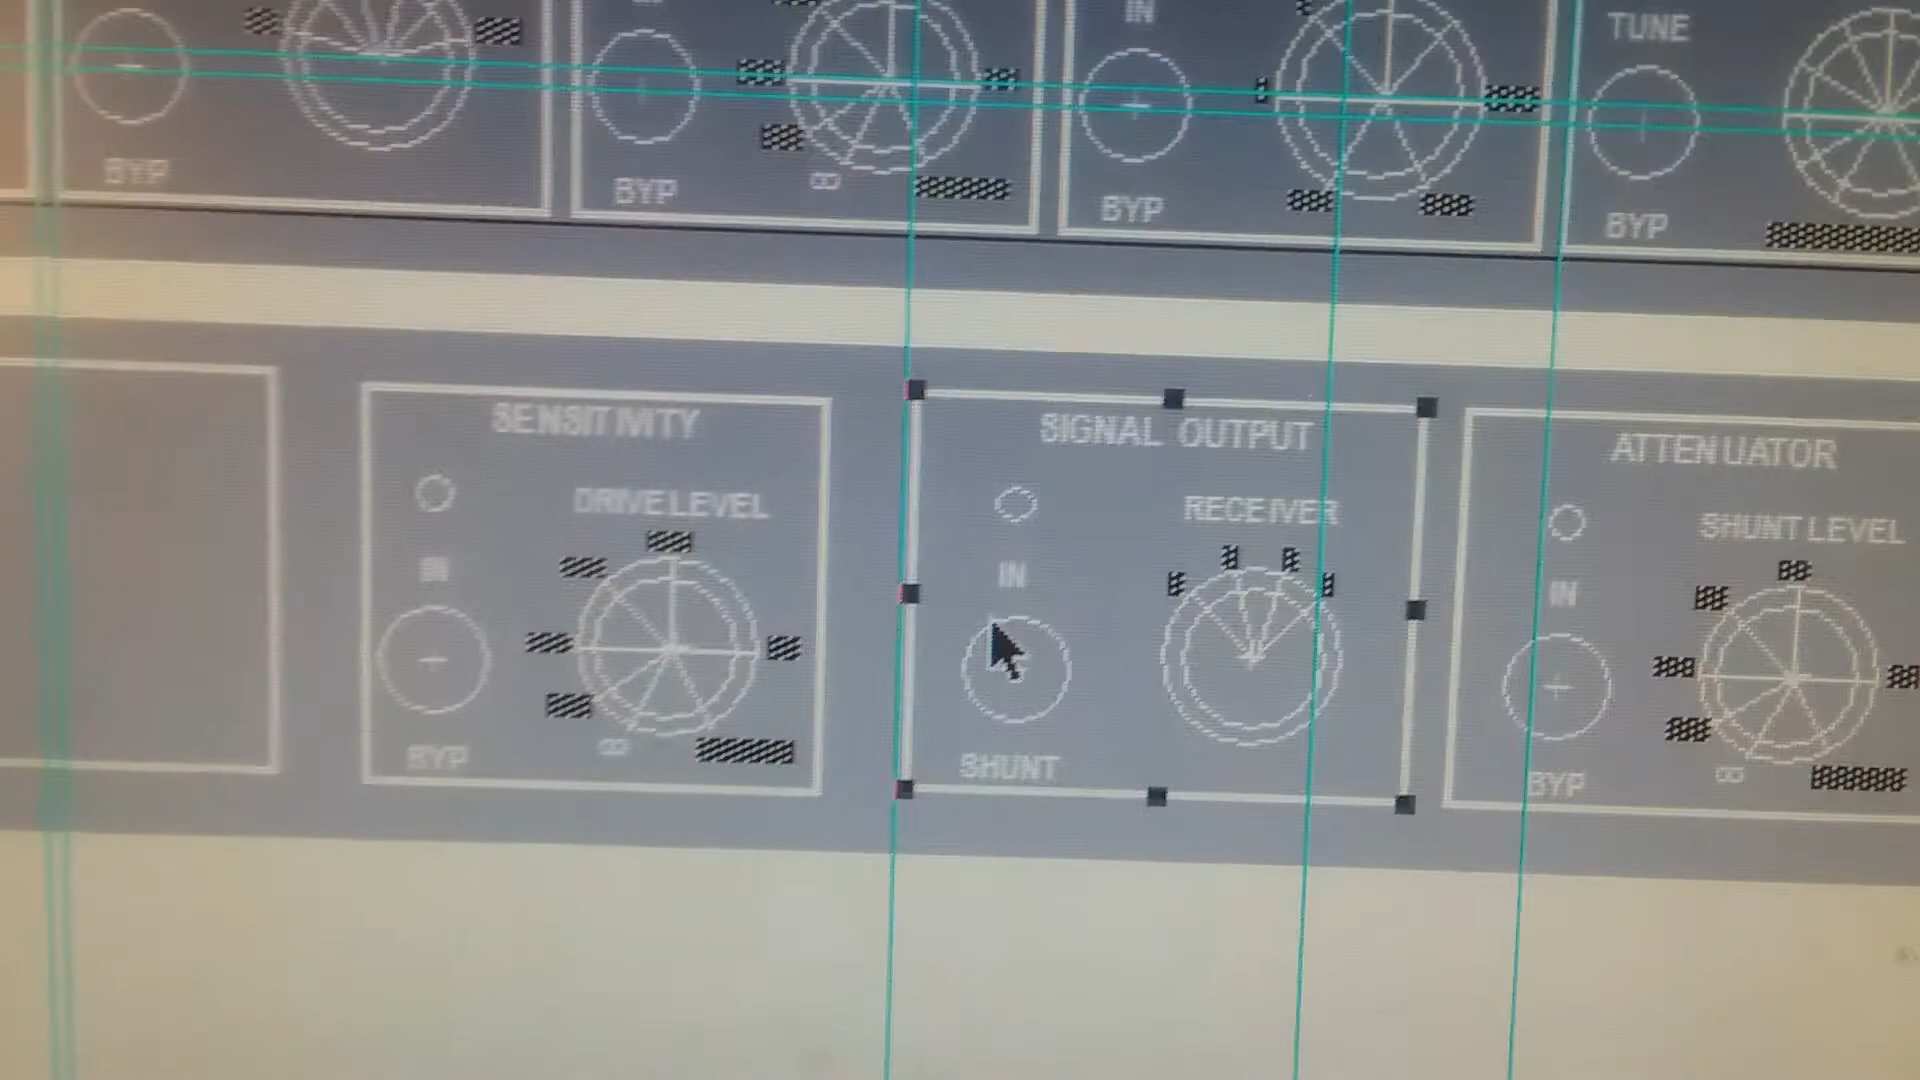 IN
TUNE
BYP
∞
BYP
BYP
BYP
SENSITIVITY
DRIVE LEVEL
IN
∞
BYP
SIGNAL OUTPUT
RECEIVER
IN
SHUNT
ATTENUATOR
SHUNT LEVEL
IN
∞
BYP